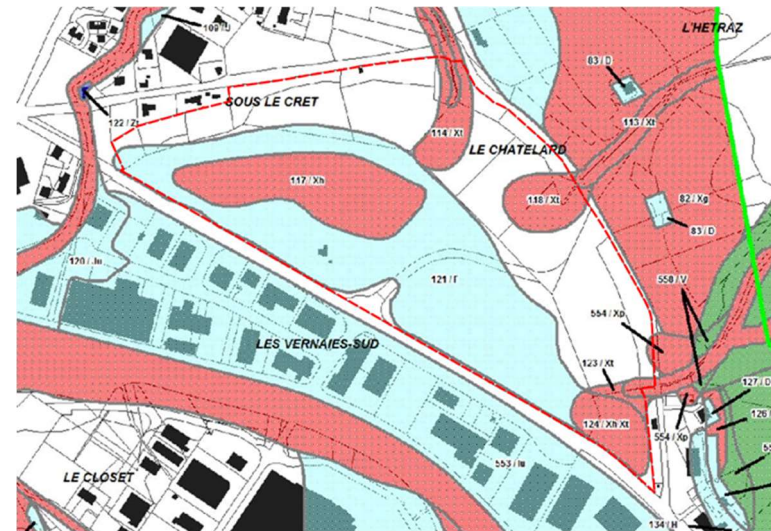 109 / J
L'HETRAZ
83 / D
122 / Zt
SOUS LE CRET
113 / Xt
114 / Xt
LE CHATELARD
117 / Xh
118 / Xt
82 / Xg
83 / D
120 / Ju
121 / f
558 / V
554 / Xp
LES VERNAIES-SUD
123 / Xt
127 / D
126
124 / Xh Xt
554 / Xp
LE CLOSET
553 / Iu
134 / H